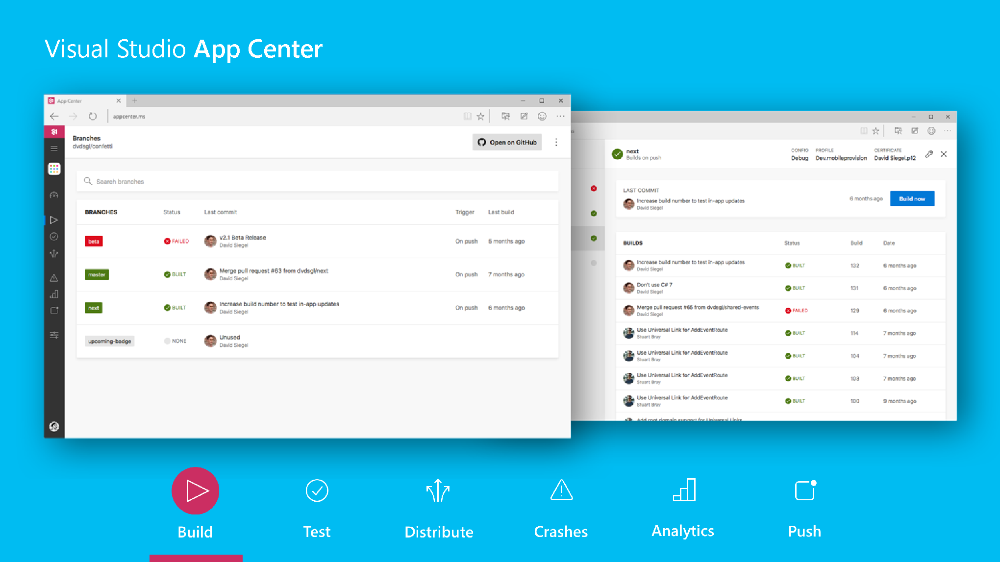 Visual Studio App Center
App Center
appcenter.ms
Branches
dvdsgl/confetti
Open on GitHub
Search branches
BRANCHES Status Last commit Trigger Last build
beta FAILED v2.1 Beta Release On push 5 months ago
David Siegel
master BUILT Merge pull request #63 from dvdsgl/next On push 7 months ago
David Siegel
next BUILT Increase build number to test in-app updates On push 6 months ago
David Siegel
upcoming-badge NONE Unused
David Siegel
next
Builds on push
CONFIG PROFILE CERTIFICATE
Debug Dev.mobileprovision David Siegel.p12
LAST COMMIT
Increase build number to test in-app updates
David Siegel
6 months ago Build now
BUILDS Status Build Date
Increase build number to test in-app updates BUILT 132 6 months ago
David Siegel
Don't use C# 7 BUILT 131 6 months ago
David Siegel
Merge pull request #65 from dvdsgl/shared-events FAILED 129 6 months ago
David Siegel
Use Universal Link for AddEventRoute BUILT 114 7 months ago
Stuart Bray
Use Universal Link for AddEventRoute BUILT 104 7 months ago
Stuart Bray
Use Universal Link for AddEventRoute BUILT 103 7 months ago
Stuart Bray
Use Universal Link for AddEventRoute BUILT 100 9 months ago
Stuart Bray
Add root domain support for Universal Links
Build Test Distribute Crashes Analytics Push